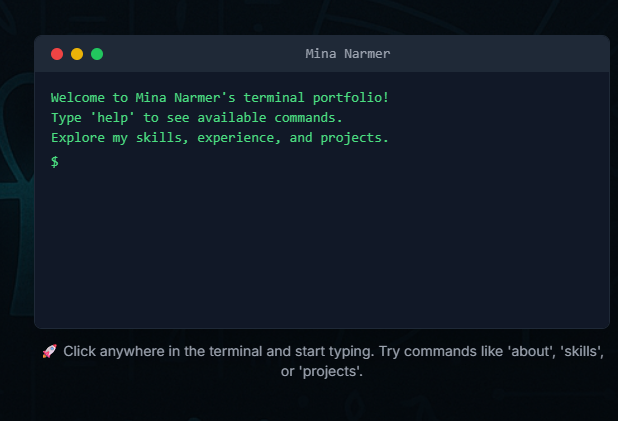 Mina Narmer
Welcome to Mina Narmer's terminal portfolio!
Type 'help' to see available commands.
Explore my skills, experience, and projects.
$
🚀 Click anywhere in the terminal and start typing. Try commands like 'about', 'skills',
or 'projects'.